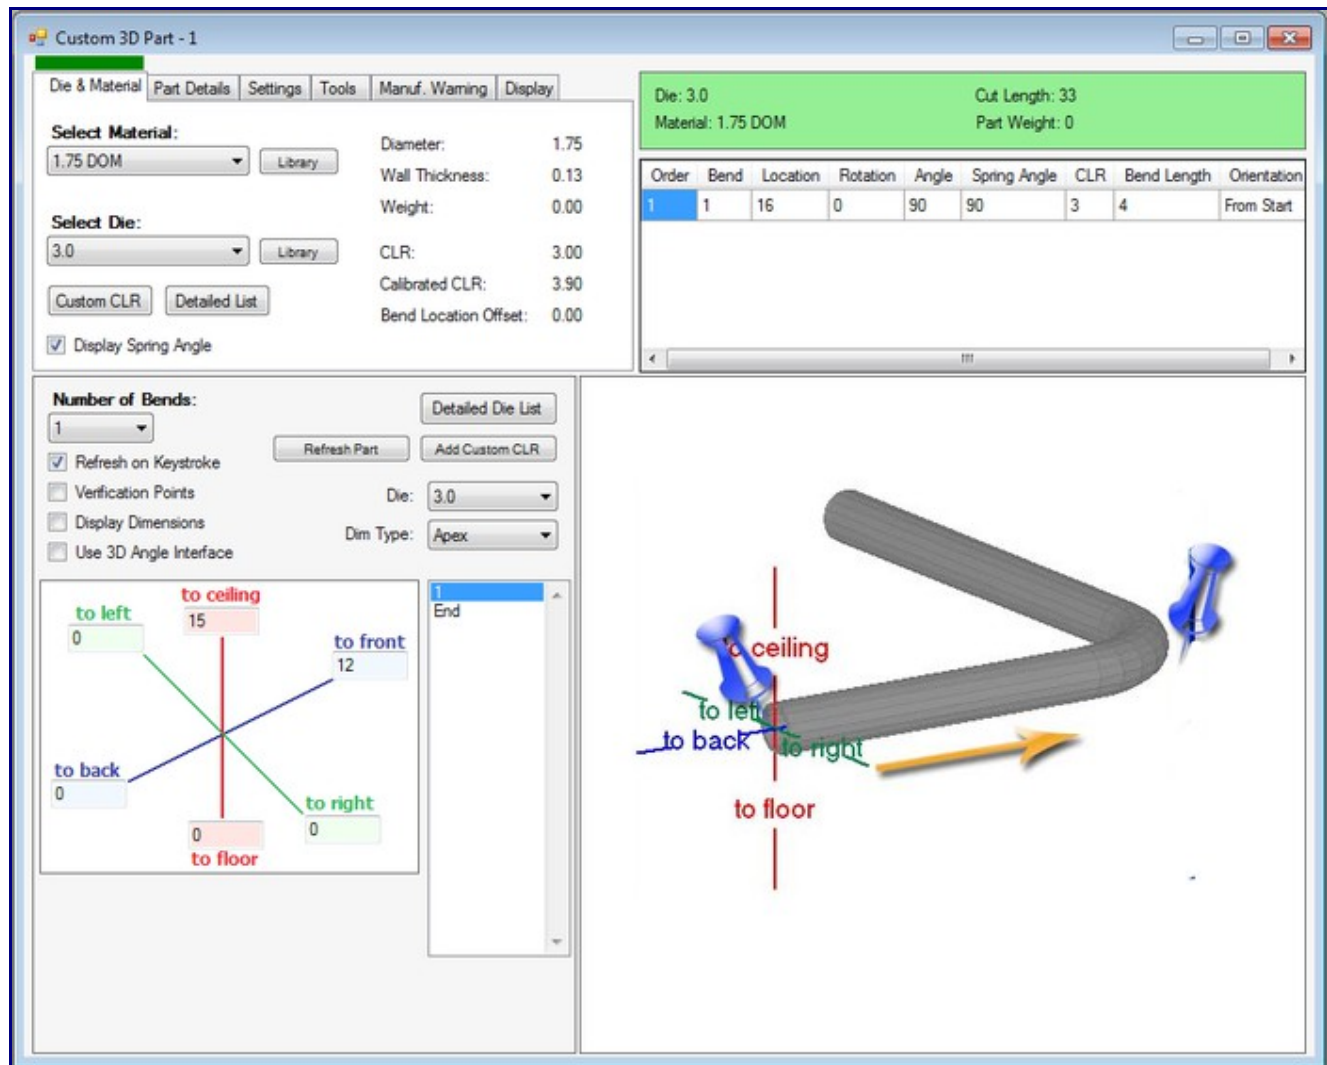 Custom 3D Part - 1
Die & Material Part Details Settings Tools Manuf. Warning Display
Select Material:
1.75 DOM Library
Select Die:
3.0 Library
Custom CLR Detailed List
Display Spring Angle
Diameter: 1.75
Wall Thickness: 0.13
Weight: 0.00
CLR: 3.00
Calibrated CLR: 3.90
Bend Location Offset: 0.00
Die: 3.0 Cut Length: 33
Material: 1.75 DOM Part Weight: 0
Order Bend Location Rotation Angle Spring Angle CLR Bend Length Orientation
1 1 16 0 90 90 3 4 From Start
Number of Bends:
1
Detailed Die List
Refresh Part Add Custom CLR
Refresh on Keystroke
Verification Points
Display Dimensions
Use 3D Angle Interface
Die: 3.0
Dim Type: Apex
to ceiling
15
to left
0
to front
12
to back
0
to right
0
0
to floor
1
End
to ceiling
to left
to back
to right
to floor